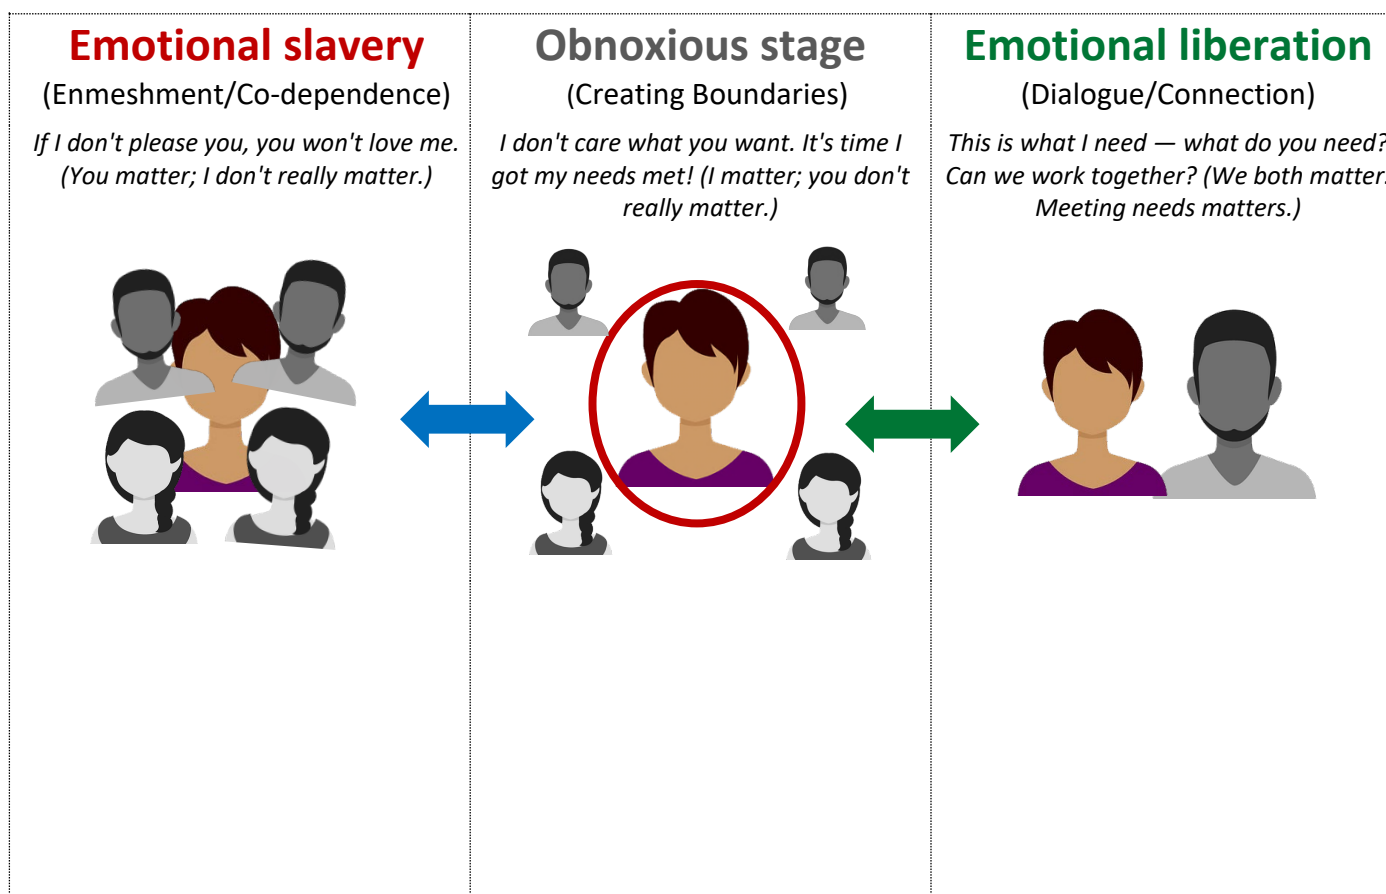 Emotional slavery
(Enmeshment/Co-dependence)
If I don't please you, you won't love me.
(You matter; I don't really matter.)
Obnoxious stage
(Creating Boundaries)
I don't care what you want. It's time I
got my needs met! (I matter; you don't
really matter.)
Emotional liberation
(Dialogue/Connection)
This is what I need — what do you need?
Can we work together? (We both matter.
Meeting needs matters.)